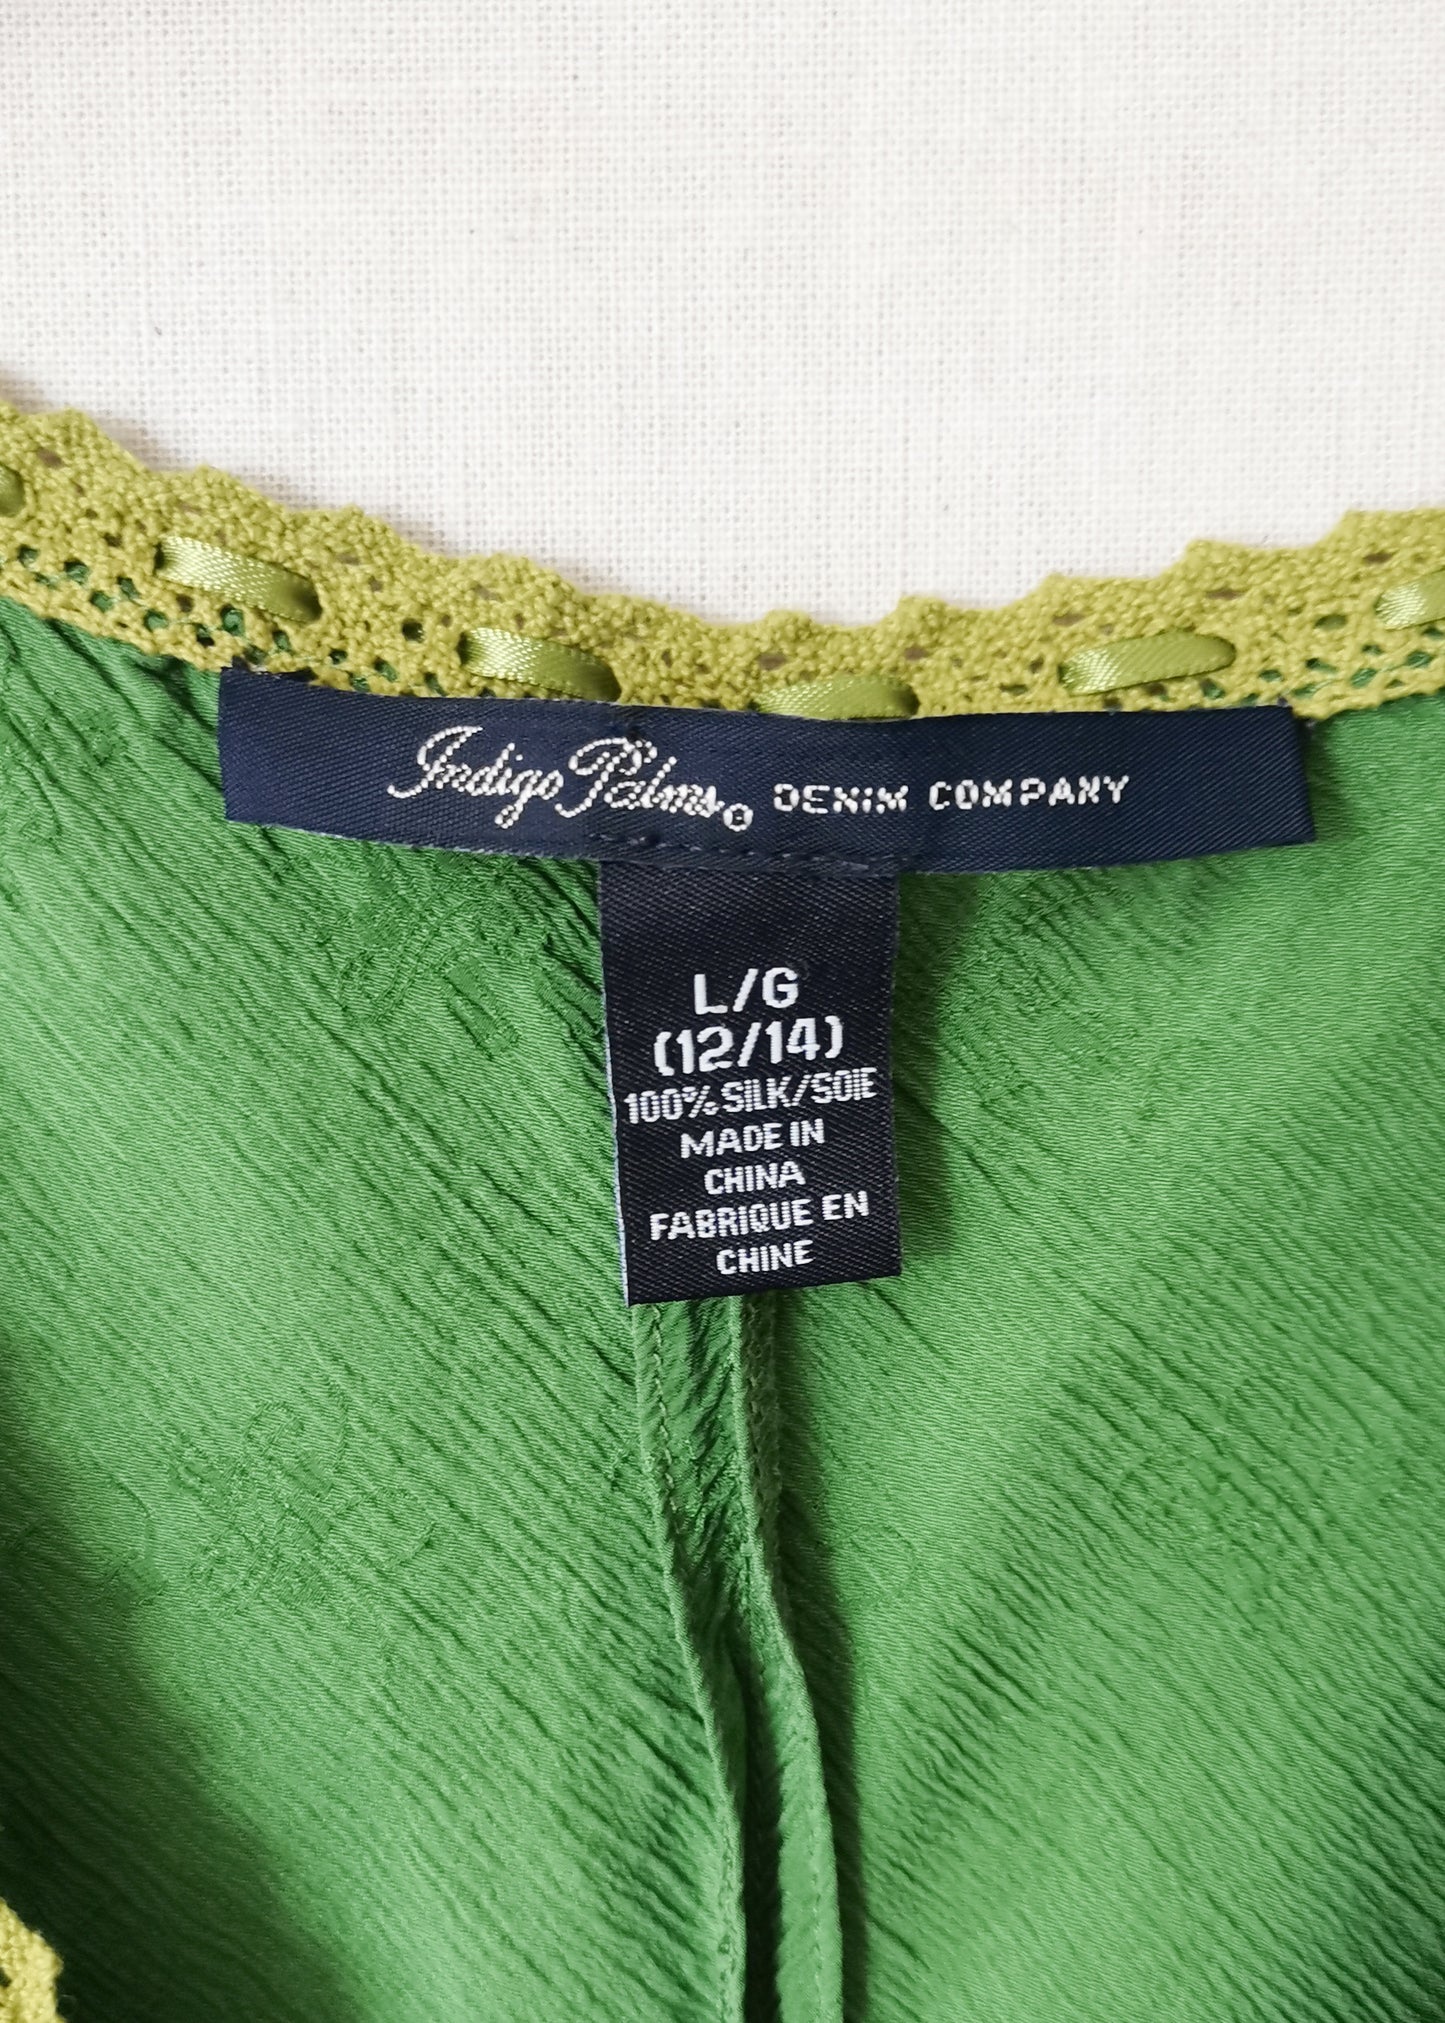 Indigo Palms® DENIM COMPANY
L/G
(12/14)
100% SILK/SOIE
MADE IN
CHINA
FABRIQUE EN
CHINE